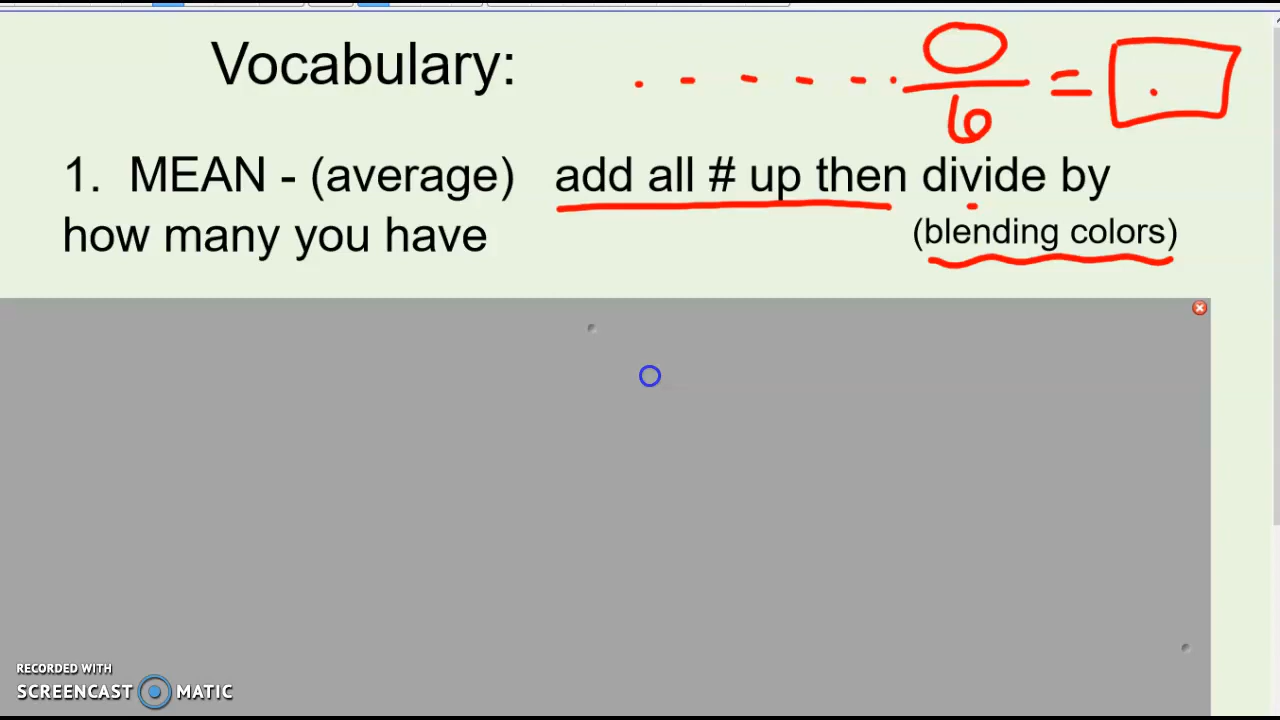 Vocabulary:
0
6
=
1. MEAN - (average) add all # up then divide by
how many you have
(blending colors)
RECORDED WITH
SCREENCAST MATIC